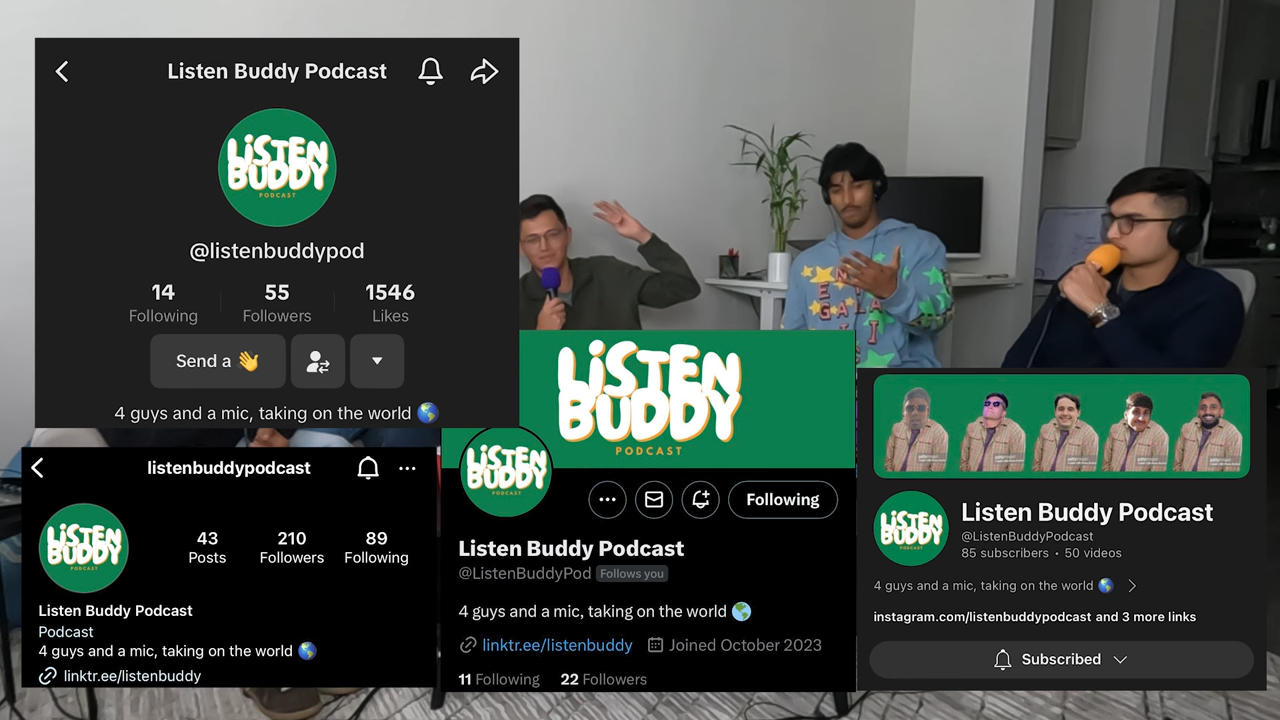 Listen Buddy Podcast
LiSTEN
BUDDY
PODCAST
@listenbuddypod
14
55
1546
Following
Followers
Likes
Send a 👋
4 guys and a mic, taking on the world 🌎
listenbuddypodcast
LiSTEN
BUDDY
PODCAST
43
210
89
Posts
Followers
Following
Listen Buddy Podcast
Podcast
4 guys and a mic, taking on the world 🌎
linktr.ee/listenbuddy
LiSTEN
BUDDY
PODCAST
LiSTEN
BUDDY
PODCAST
Following
Listen Buddy Podcast
@ListenBuddyPod Follows you
4 guys and a mic, taking on the world 🌎
linktr.ee/listenbuddy Joined October 2023
11 Following 22 Followers
LiSTEN
BUDDY
PODCAST
Listen Buddy Podcast
@ListenBuddyPodcast
85 subscribers • 50 videos
4 guys and a mic, taking on the world 🌎
instagram.com/listenbuddypodcast and 3 more links
Subscribed